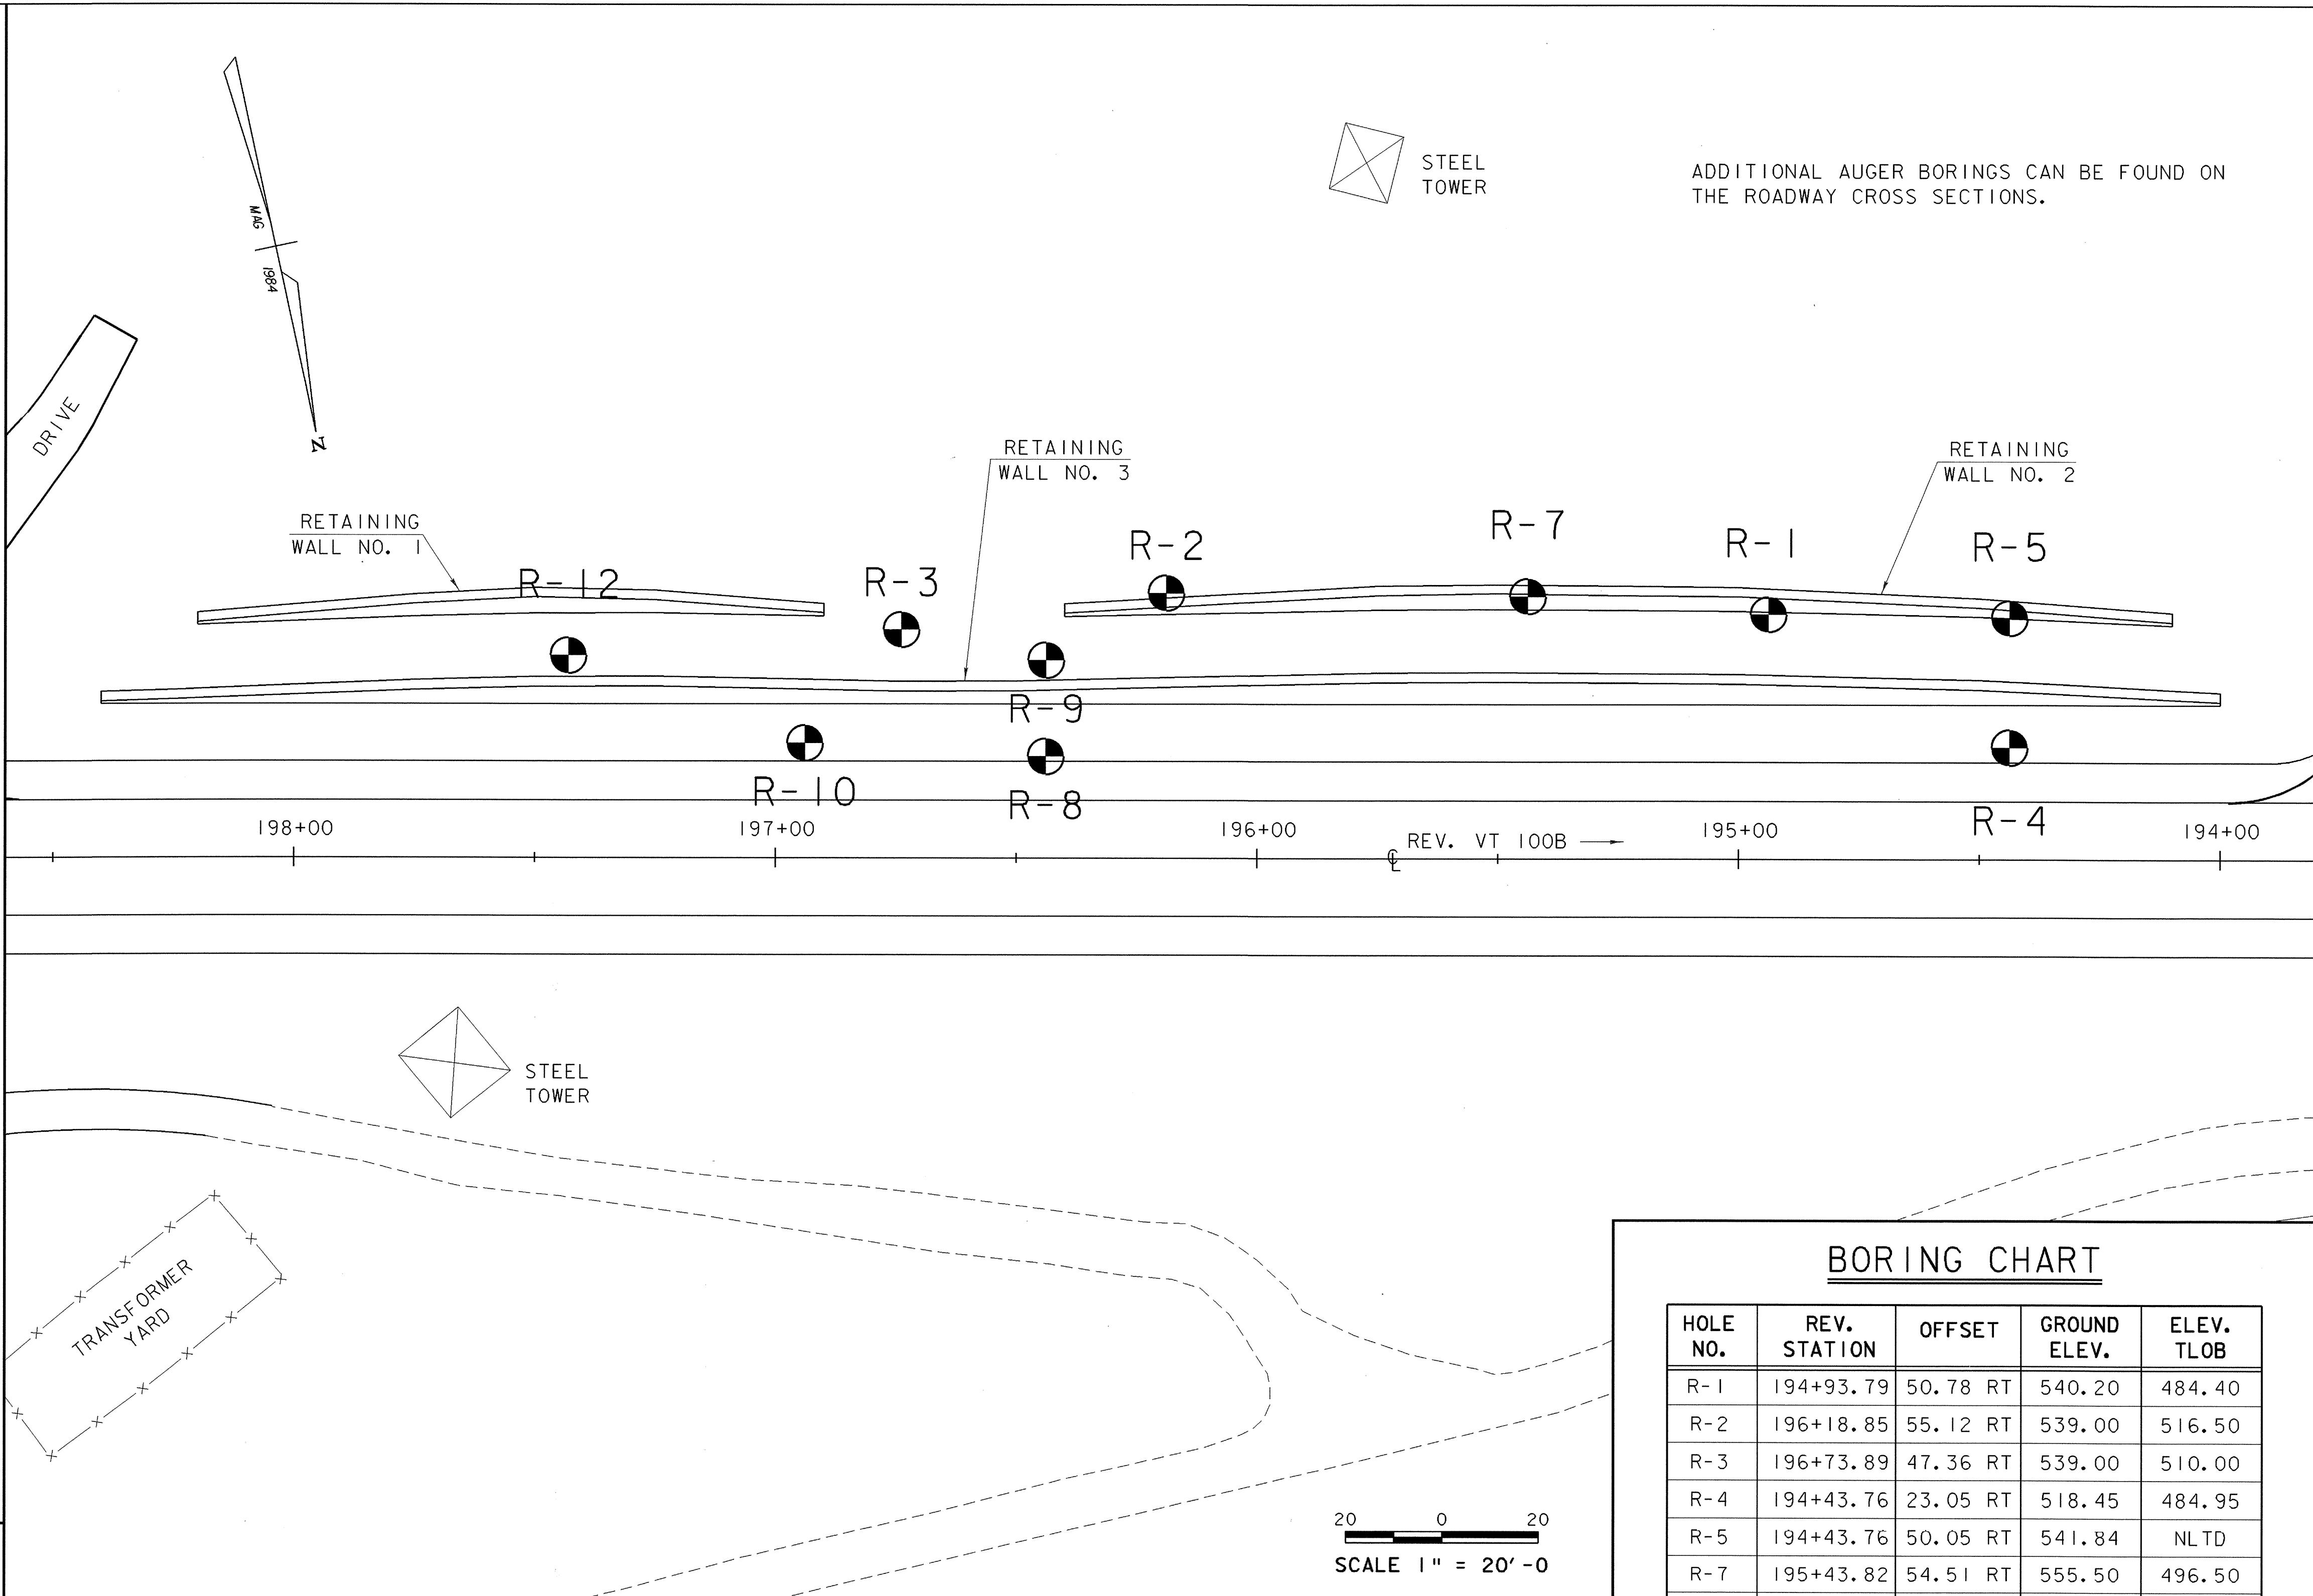 STEEL
TOWER
ADDITIONAL AUGER BORINGS CAN BE FOUND ON
THE ROADWAY CROSS SECTIONS.
MAG
1984
N
DRIVE
RETAINING
WALL NO. 3
RETAINING
WALL NO. 2
RETAINING
WALL NO. 1
R-12
R-3
R-2
R-7
R-1
R-5
R-9
R-10
R-8
R-4
198+00
197+00
196+00
REV. VT 100B
195+00
194+00
STEEL
TOWER
TRANSFORMER
YARD
20 0 20
SCALE 1" = 20'-0
BORING CHART
HOLE NO. REV. STATION OFFSET GROUND ELEV. ELEV. TLOB
R-1 194+93.79 50.78 RT 540.20 484.40
R-2 196+18.85 55.12 RT 539.00 516.50
R-3 196+73.89 47.36 RT 539.00 510.00
R-4 194+43.76 23.05 RT 518.45 484.95
R-5 194+43.76 50.05 RT 541.84 NLTD
R-7 195+43.82 54.51 RT 555.50 496.50